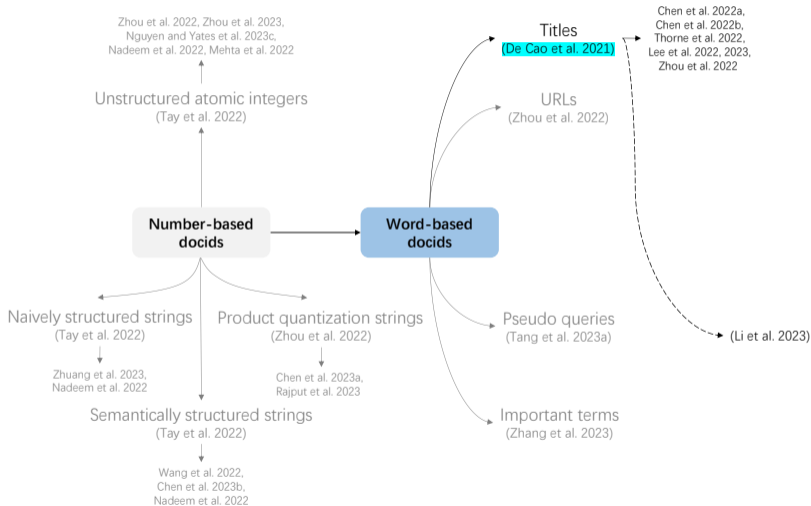 Zhou et al. 2022, Zhou et al. 2023,
Nguyen and Yates et al. 2023c,
Nadeem et al. 2022, Mehta et al. 2022
Unstructured atomic integers
(Tay et al. 2022)
Number-based
docids
Naively structured strings
(Tay et al. 2022)
Zhuang et al. 2023,
Nadeem et al. 2022
Product quantization strings
(Zhou et al. 2022)
Chen et al. 2023a,
Rajput et al. 2023
Semantically structured strings
(Tay et al. 2022)
Wang et al. 2022,
Chen et al. 2023b,
Nadeem et al. 2022
Word-based
docids
Titles
(De Cao et al. 2021)
Chen et al. 2022a,
Chen et al. 2022b,
Thorne et al. 2022,
Lee et al. 2022, 2023,
Zhou et al. 2022
URLs
(Zhou et al. 2022)
Pseudo queries
(Tang et al. 2023a)
(Li et al. 2023)
Important terms
(Zhang et al. 2023)